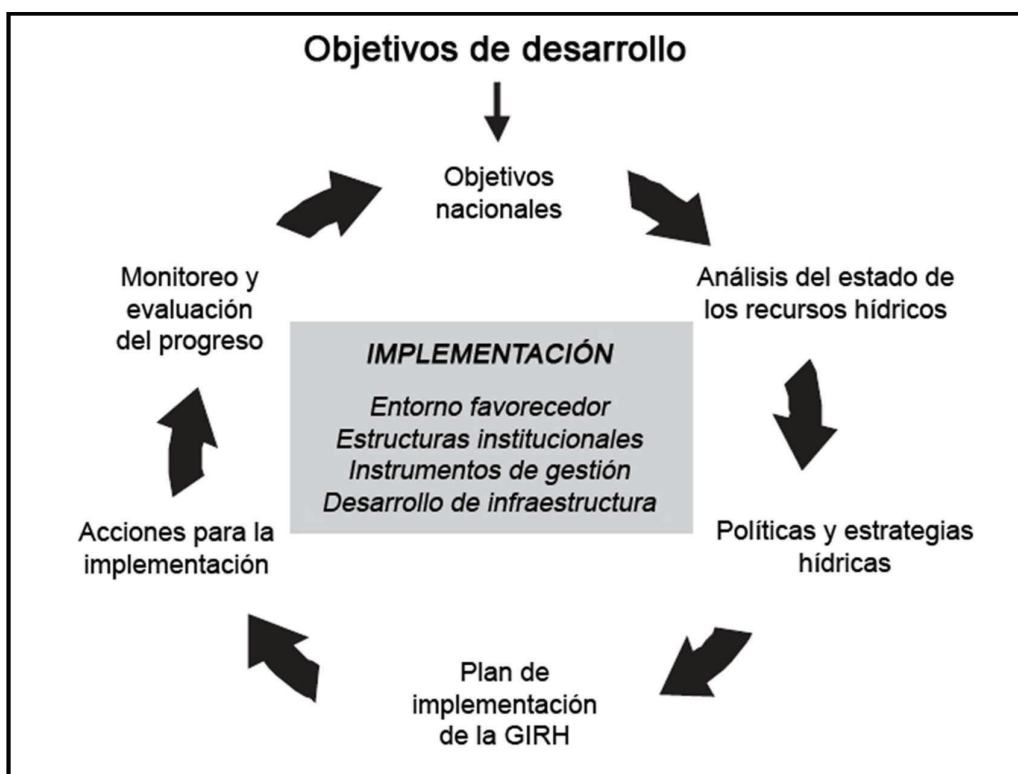 Objetivos de desarrollo
Objetivos
nacionales
Análisis del estado de
los recursos hídricos
Políticas y estrategias
hídricas
Plan de
implementación
de la GIRH
Acciones para la
implementación
Monitoreo y
evaluación
del progreso
IMPLEMENTACIÓN
Entorno favorecedor
Estructuras institucionales
Instrumentos de gestión
Desarrollo de infraestructura